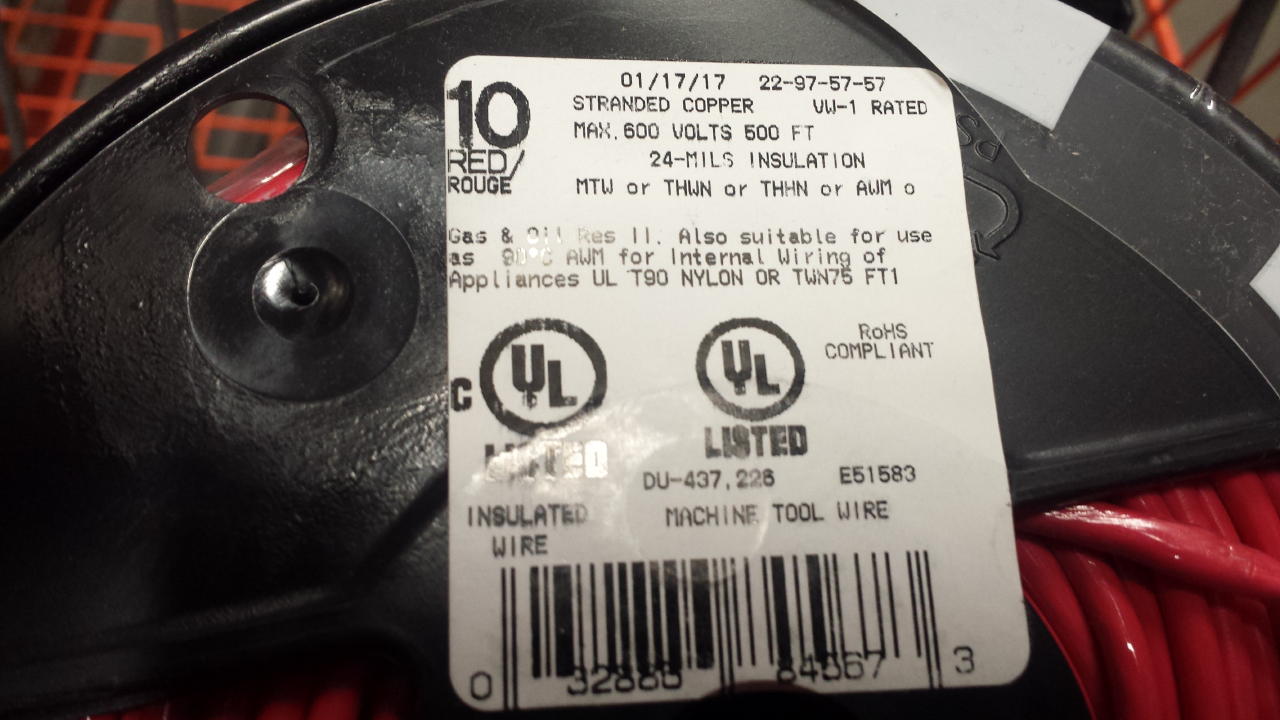 01/17/17 22-97-57-57
10 STRANDED COPPER VW-1 RATED
MAX. 600 VOLTS 500 FT
RED/ 24-MILS INSULATION
ROUGE MTW or THWN or THHN or AWM o
Gas & Oil Res II. Also suitable for use
as 90°C AWM for Internal Wiring of
Appliances UL T90 NYLON OR TWN75 FT1
RoHS
COMPLIANT
C UL UL
LISTED LISTED
DU-437,226 E51583
INSULATED MACHINE TOOL WIRE
WIRE
0 32886 84567 3